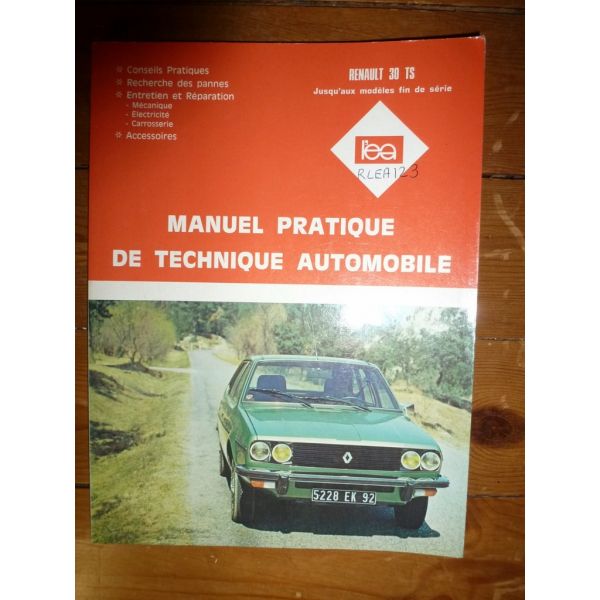 * Conseils Pratiques
* Recherche des pannes
* Entretien et Réparation
- Mécanique
- Électricité
- Carrosserie
* Accessoires
RENAULT 30 TS
Jusqu'aux modèles fin de série
l'ea
RLEA123
MANUEL PRATIQUE
DE TECHNIQUE AUTOMOBILE
5228 EK 92